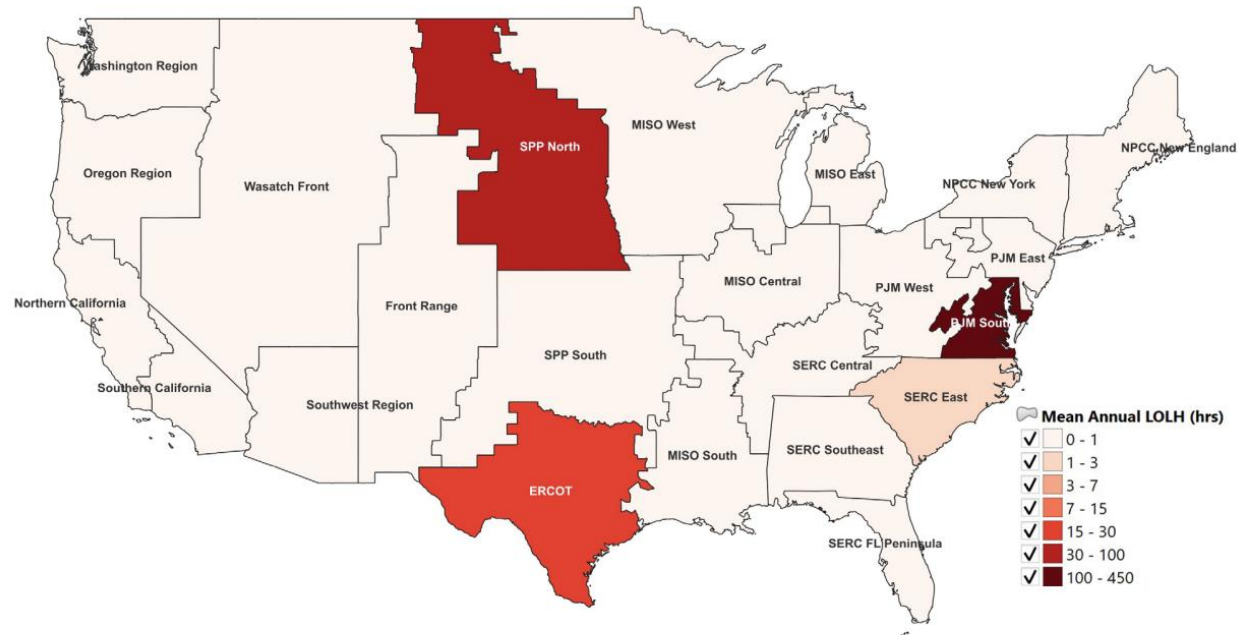 Washington Region
MISO West
SPP North
NPCC New England
Oregon Region
MISO East
Wasatch Front
NPCC New York
PJM East
MISO Central
PJM West
Northern California
Front Range
PJM South
SPP South
SERC Central
Southern California
Southwest Region
SERC East
MISO South
SERC Southeast
ERCOT
SERC FL Peninsula
Mean Annual LOLH (hrs)
0 - 1
1 - 3
3 - 7
7 - 15
15 - 30
30 - 100
100 - 450